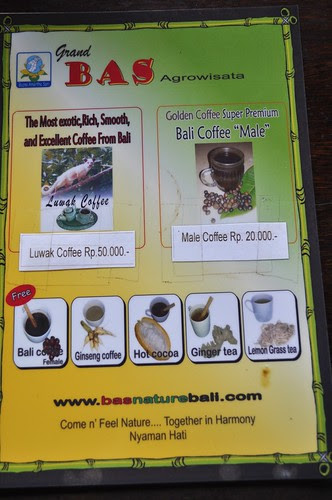 Grand
BAS Agrowisata
The Most exotic,Rich, Smooth,
and Excellent Coffee From Bali
Luwak Coffee
Luwak Coffee Rp.50.000.-
Golden Coffee Super Premium
Bali Coffee "Male"
Male Coffee Rp. 20.000.-
Free
Bali coffee
Female
Ginseng coffee
Hot cocoa
Ginger tea
Lemon Grass tea
www.basnaturebali.com
Come n' Feel Nature.... Together in Harmony
Nyaman Hati